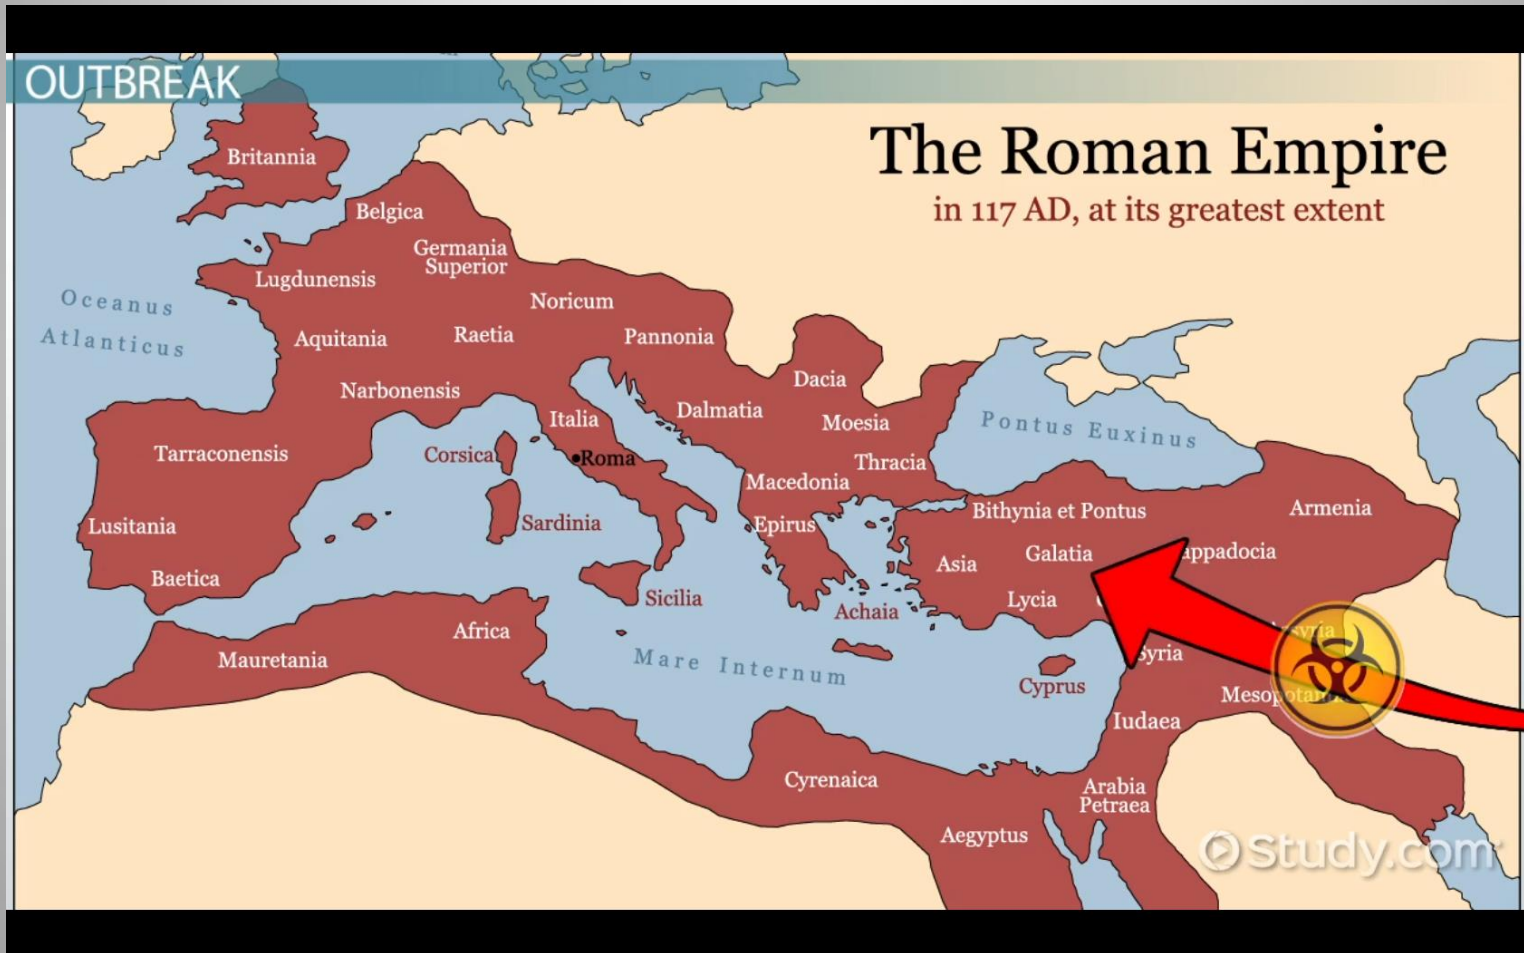 OUTBREAK
The Roman Empire
in 117 AD, at its greatest extent
Britannia
Belgica
Germania
Superior
Lugdunensis
Oceanus
Atlanticus
Noricum
Aquitania
Raetia
Pannonia
Dacia
Narbonensis
Italia
Dalmatia
Moesia
Pontus Euxinus
Tarraconensis
Corsica
Roma
Thracia
Macedonia
Armenia
Bithynia et Pontus
Lusitania
Sardinia
Epirus
Galatia
appadocia
Asia
Baetica
Sicilia
Lycia
Achaia
Africa
Mauretania
Mare Internum
Syria
Cyprus
Mesopotam
Iudaea
Cyrenaica
Arabia
Petraea
Aegyptus
Study.com